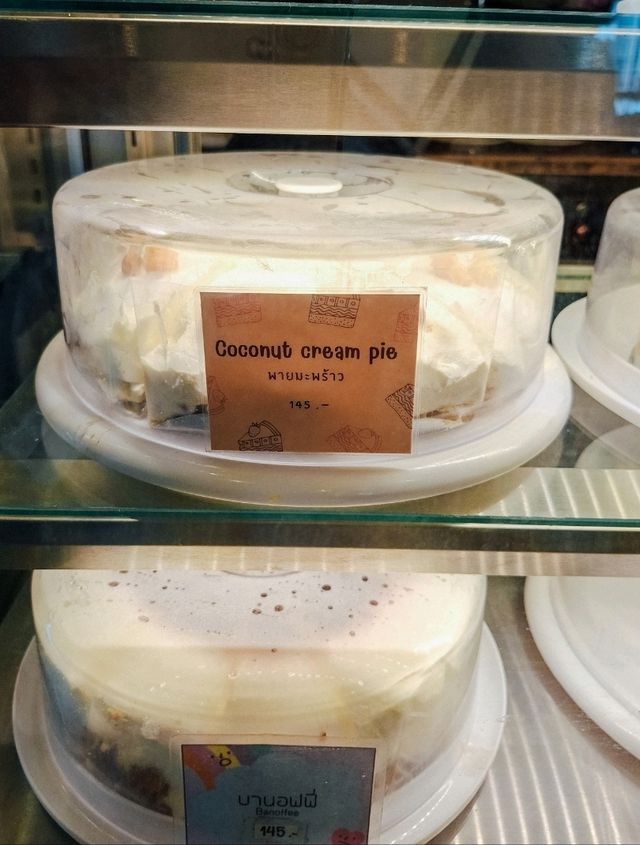 Coconut cream pie
พายมะพร้าว
145.-
บานอฟฟี่
Banoffee
145.-